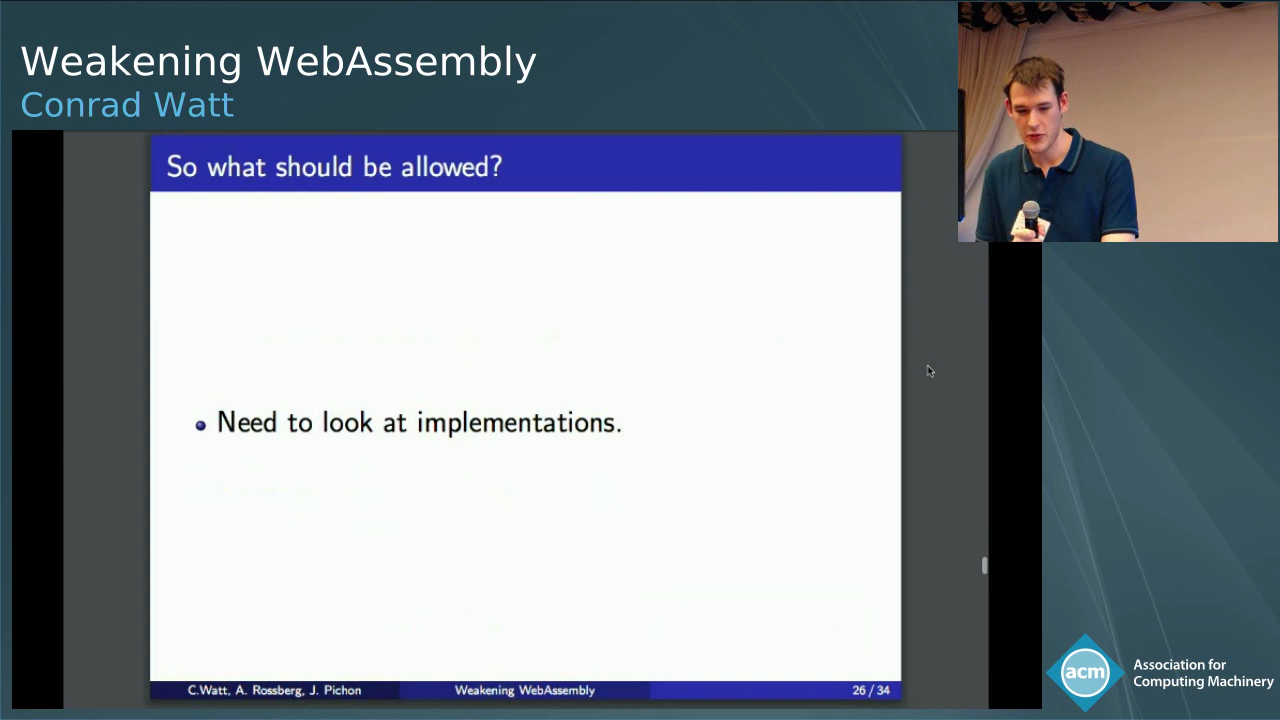 Weakening WebAssembly
Conrad Watt
So what should be allowed?
Need to look at implementations.
C.Watt, A. Rossberg, J. Pichon
Weakening WebAssembly
26 / 34
acm
Association for
Computing Machinery